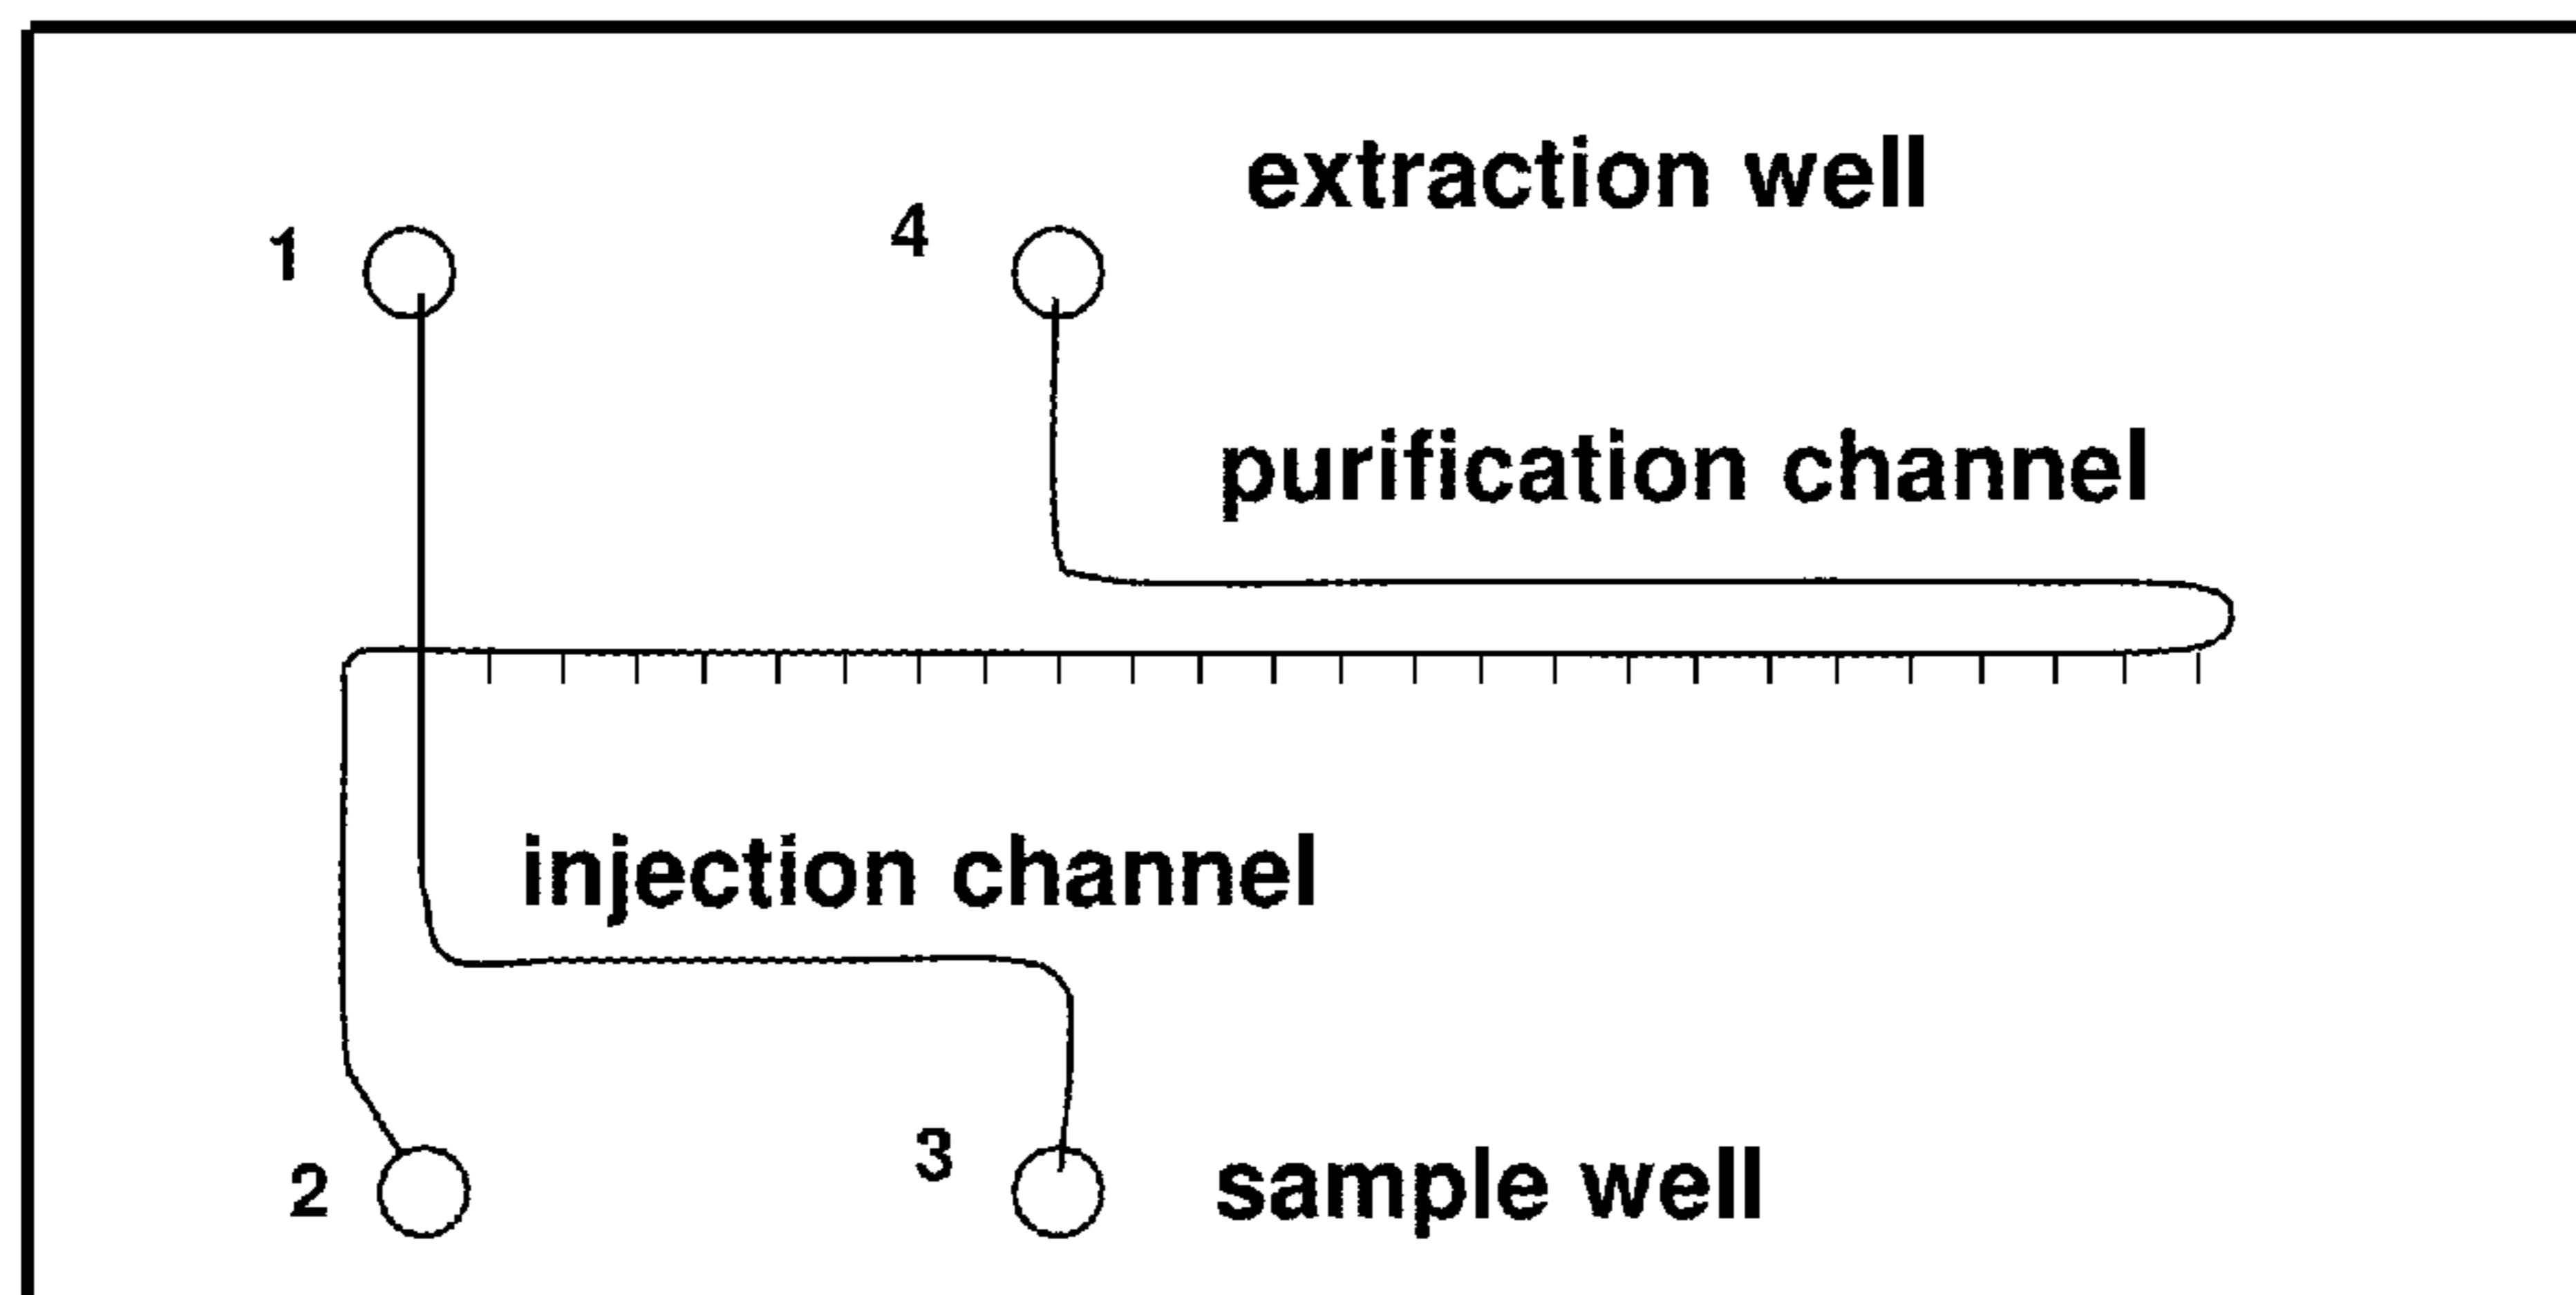 extraction well
1
4
purification channel
injection channel
2
3
sample well